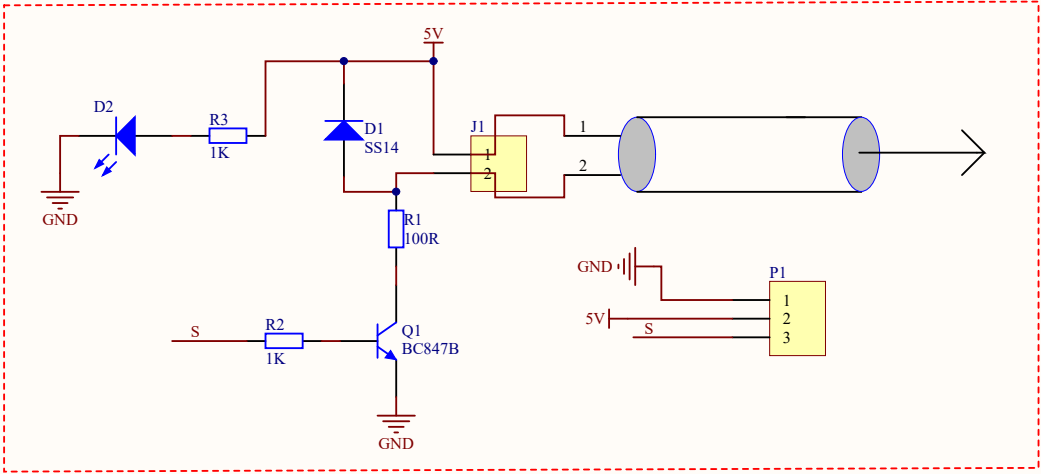 5V
D2
R3
1K
D1
SS14
J1
1
2
1
2
GND
R1
100R
GND
P1
1
2
3
5V
S
S
R2
1K
Q1
BC847B
GND